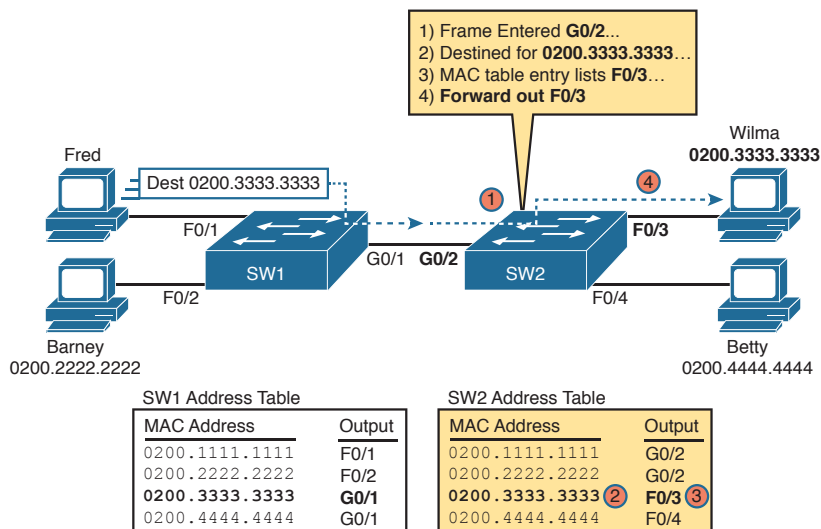 1) Frame Entered G0/2...
2) Destined for 0200.3333.3333…
3) MAC table entry lists F0/3…
4) Forward out F0/3
Wilma
0200.3333.3333
Fred
Dest 0200.3333.3333
1
4
F0/1
F0/3
G0/1
G0/2
SW1
SW2
F0/2
F0/4
Barney
0200.2222.2222
Betty
0200.4444.4444
SW1 Address Table
MAC Address Output
0200.1111.1111 F0/1
0200.2222.2222 F0/2
0200.3333.3333 G0/1
0200.4444.4444 G0/1
SW2 Address Table
MAC Address Output
0200.1111.1111 G0/2
0200.2222.2222 G0/2
0200.3333.3333 2 F0/3 3
0200.4444.4444 F0/4